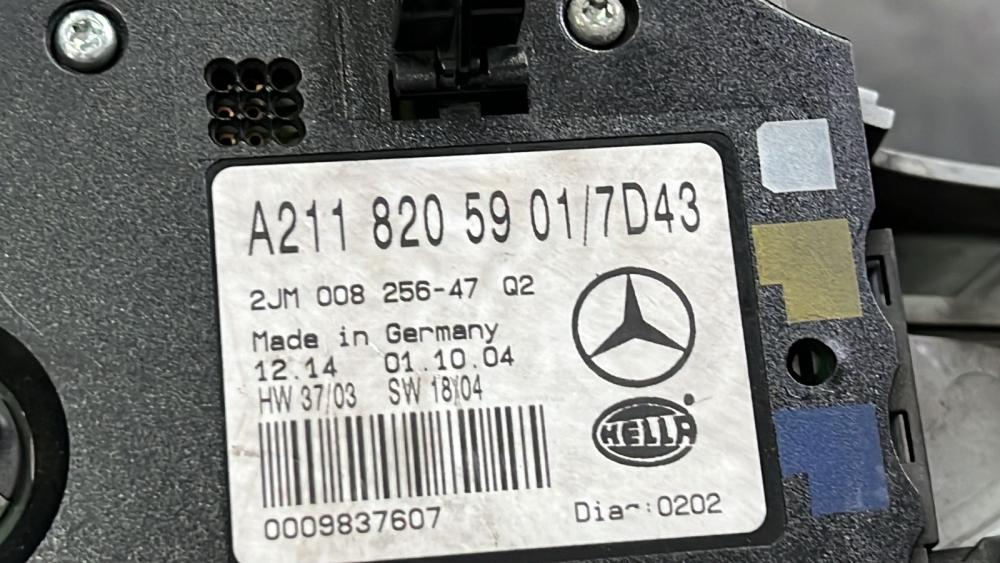 A211 820 59 01/7D43
2JM 008 256-47 Q2
Made in Germany
12.14 01.10.04
HW 37/03 SW 18/04
HELLA
0009837607
:0202